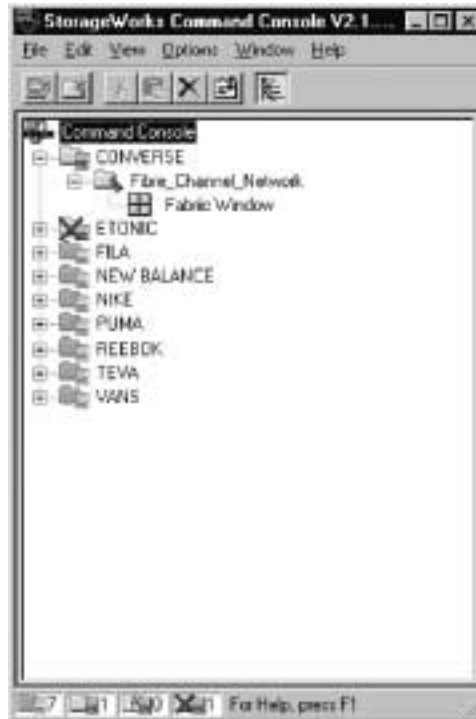 StorageWorks Command Console V2.1....
File Edit View Options Window Help
Command Console
CONVERSE
Fibre_Channel_Network
Fabric Window
ETONIC
FILA
NEW BALANCE
NIKE
PUMA
REEBOK
TEVA
VANS
7 1 0 1 For Help, press F1